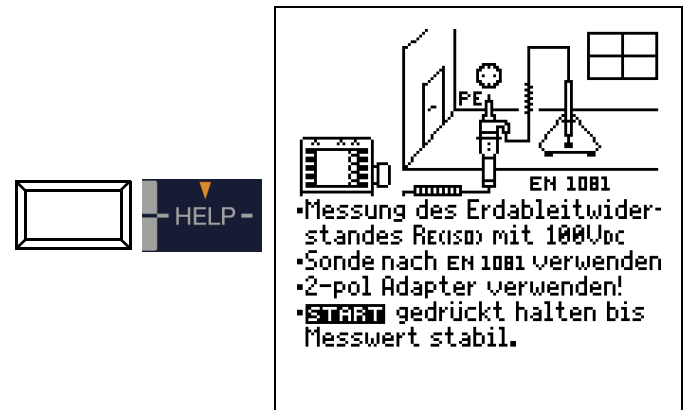 HELP
PE
EN 1081
•Messung des Erdableitwider-
standes RE(ISO) mit 100VDC
•Sonde nach EN 1081 verwenden
•2-pol Adapter verwenden!
•START gedrückt halten bis
Messwert stabil.